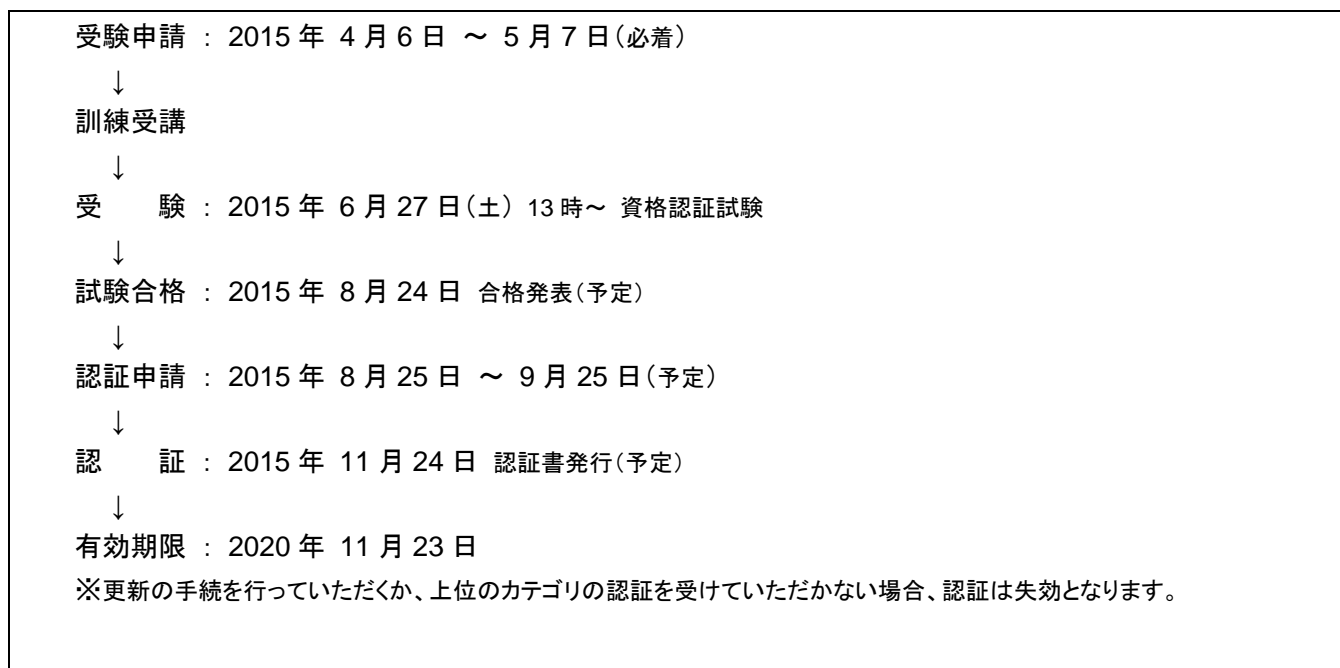 受験申請 : 2015 年 4 月 6 日 ～ 5 月 7 日(必着)
↓
訓練受講
↓
受　　験 : 2015 年 6 月 27 日(土) 13 時～ 資格認証試験
↓
試験合格 : 2015 年 8 月 24 日 合格発表(予定)
↓
認証申請 : 2015 年 8 月 25 日 ～ 9 月 25 日(予定)
↓
認　　証 : 2015 年 11 月 24 日 認証書発行(予定)
↓
有効期限 : 2020 年 11 月 23 日
※更新の手続を行っていただくか、上位のカテゴリの認証を受けていただかない場合、認証は失効となります。